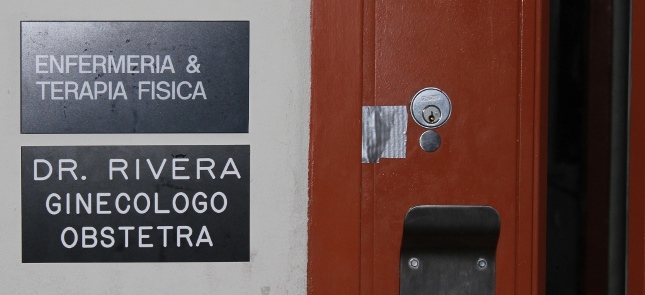 ENFERMERIA &
TERAPIA FISICA
DR. RIVERA
GINECOLOGO
OBSTETRA